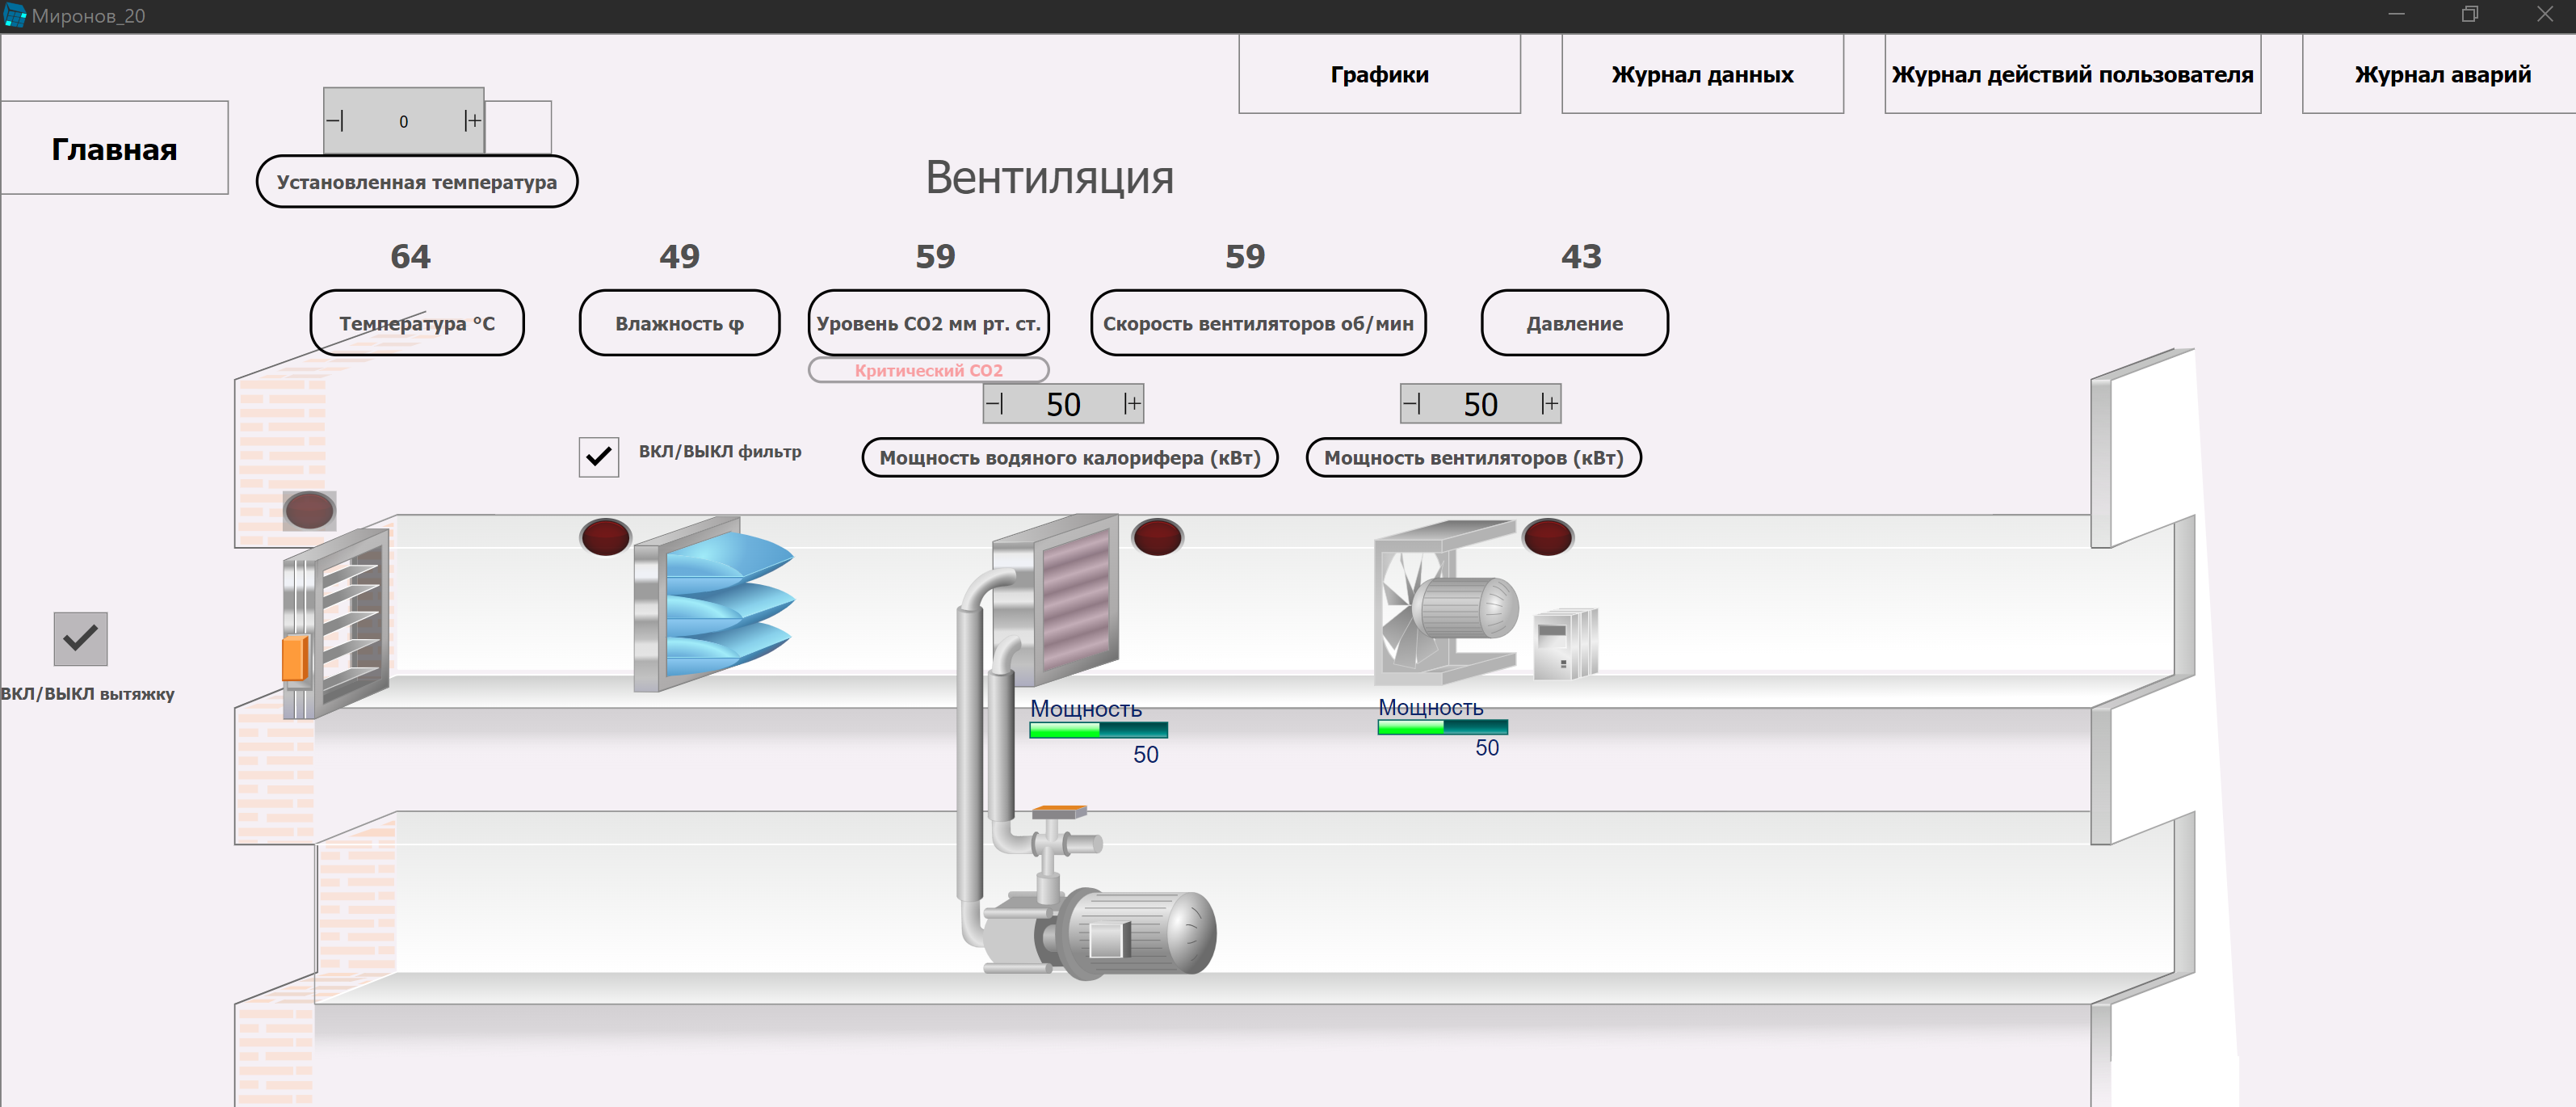 Миронов_20
Графики
Журнал данных
Журнал действий пользователя
Журнал аварий
Главная
0
Установленная температура
Вентиляция
64
49
59
59
43
Температура °C
Влажность φ
Уровень CO2 мм рт. ст.
Скорость вентиляторов об/мин
Давление
Критический CO2
50
50
ВКЛ/ВЫКЛ фильтр
Мощность водяного калорифера (кВт)
Мощность вентиляторов (кВт)
ВКЛ/ВЫКЛ вытяжку
Мощность
50
Мощность
50